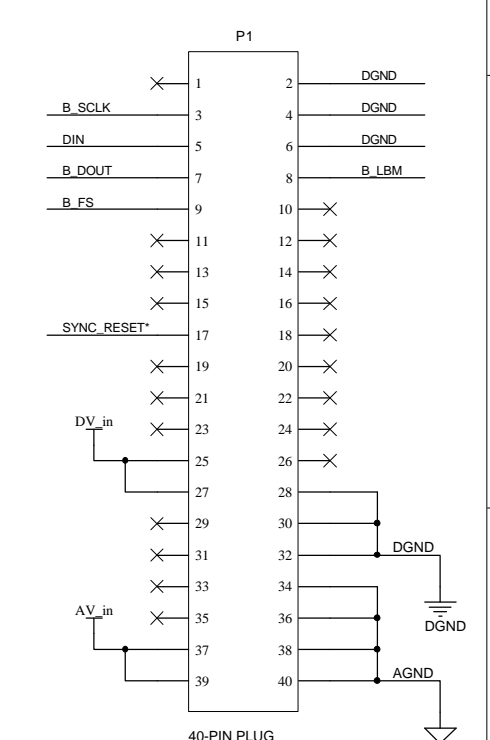 P1
1 2 DGND
B_SCLK 3 4 DGND
DIN 5 6 DGND
B_DOUT 7 8 B_LBM
B_FS 9 10
11 12
13 14
15 16
SYNC_RESET* 17 18
19 20
21 22
DV_in 23 24
25 26
27 28
29 30
31 32 DGND
33 34
DGND
AV_in 35 36
37 38
39 40 AGND
40-PIN PLUG